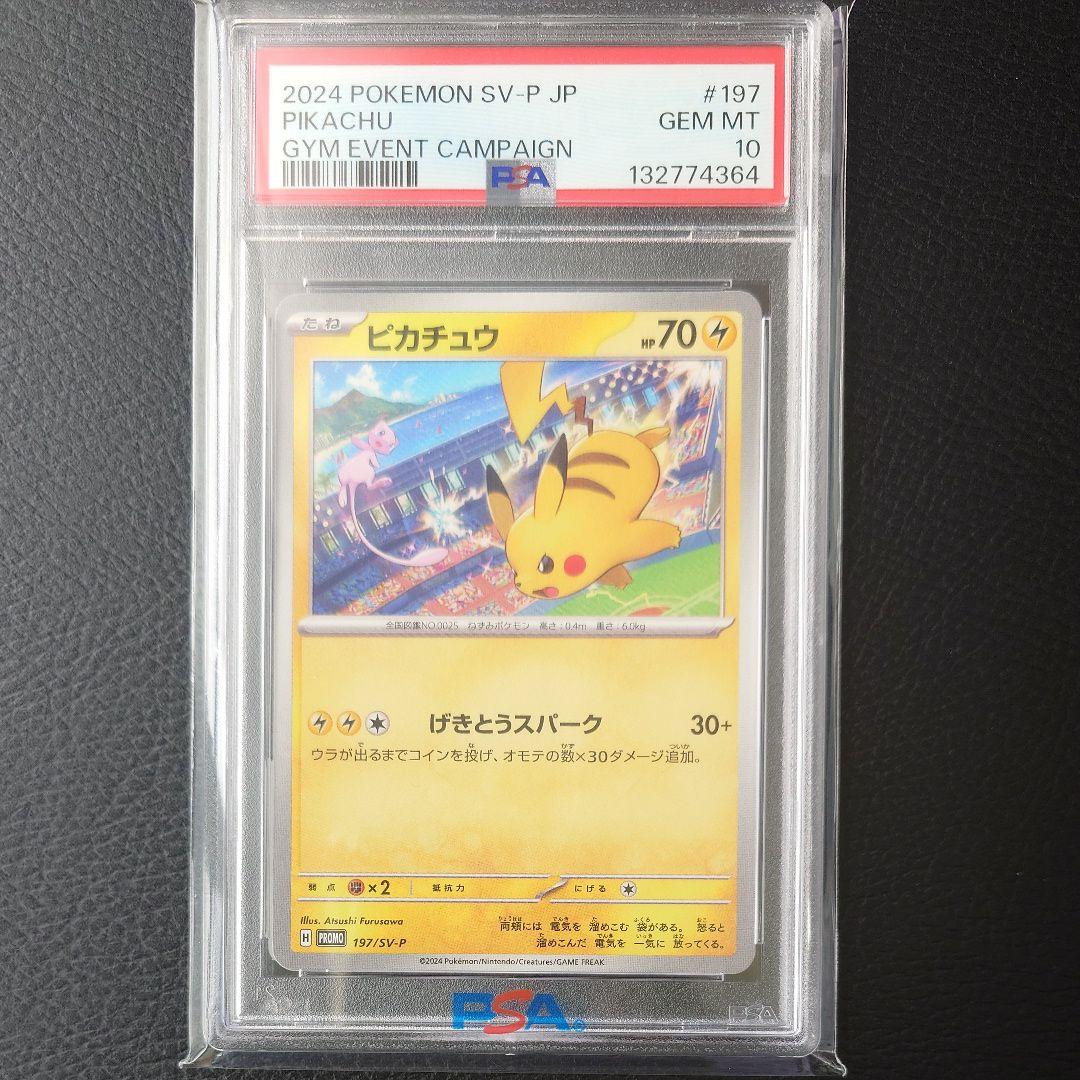 2024 POKEMON SV-P JP #197
PIKACHU GEM MT
GYM EVENT CAMPAIGN 10
PSA 132774364
たね ピカチュウ HP70
全国図鑑NO.0025 ねずみポケモン 高さ:0.4m 重さ:6.0kg
げきとうスパーク 30+
ウラが出るまでコインを投げ、オモテの数×30ダメージ追加。
弱点 ×2 抵抗力 にげる
Illus. Atsushi Furusawa
両頬には 電気を 溜めこむ 袋がある。 怒ると
溜めこんだ 電気を 一気に 放ってくる。
H PROMO 197/SV-P
©2024 Pokémon/Nintendo/Creatures/GAME FREAK
PSA
PSA